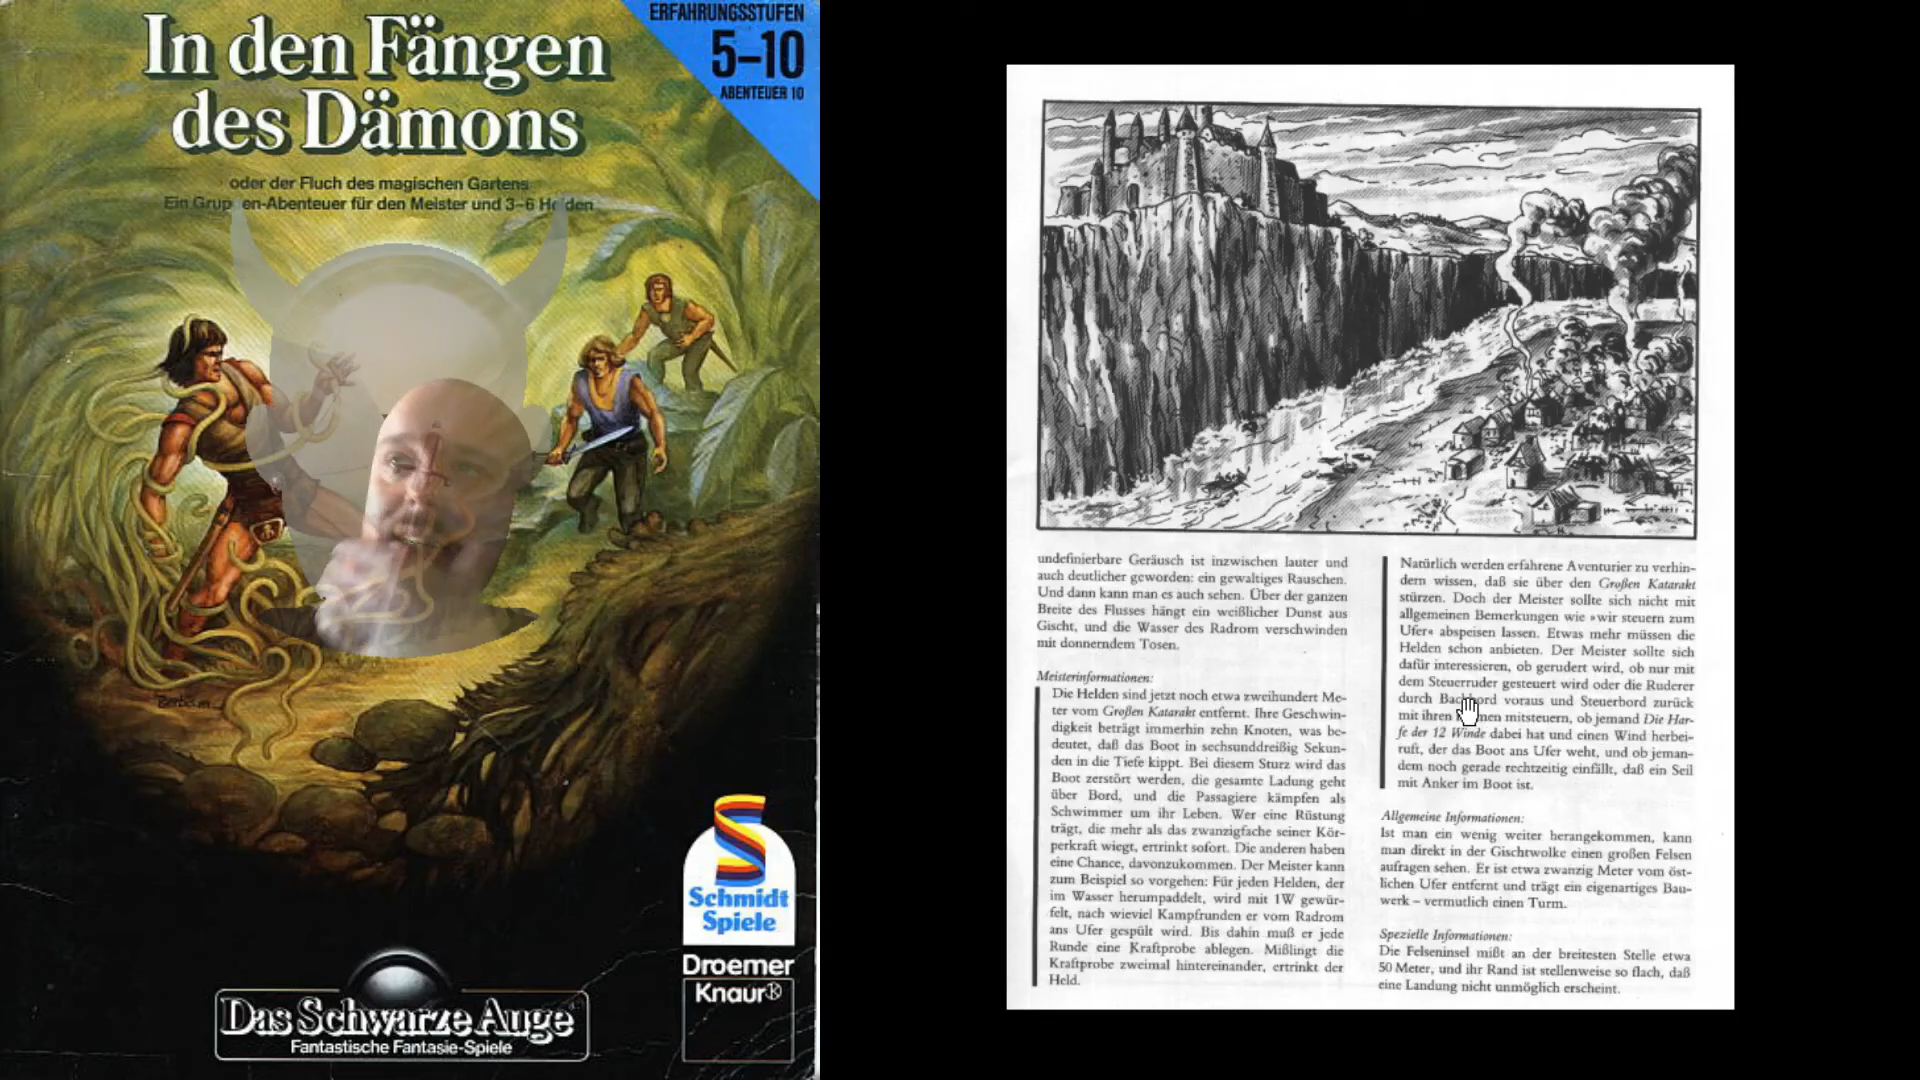 In den Fängen
des Dämons
oder der Fluch des magischen Gartens
Ein Gruppen-Abenteuer für den Meister und 3–6 Helden
ERFAHRUNGSSTUFEN
5–10
ABENTEUER 10
Schmidt
Spiele
Droemer
Knaur
Das Schwarze Auge
Fantastische Fantasie-Spiele
undefinierbare Geräusch ist inzwischen lauter und
auch deutlicher geworden: ein gewaltiges Rauschen.
Und dann kann man es auch sehen. Über der ganzen
Breite des Flusses hängt ein weißlicher Dunst aus
Gischt, und die Wasser des Radrom verschwinden
mit donnerndem Tosen.
Meisterinformationen:
Die Helden sind jetzt noch etwa zweihundert Me-
ter vom Großen Katarakt entfernt. Ihre Geschwin-
digkeit beträgt immerhin zehn Knoten, was be-
deutet, daß das Boot in sechsunddreißig Sekun-
den in die Tiefe kippt. Bei diesem Sturz wird das
Boot zerstört werden, die gesamte Ladung geht
über Bord, und die Passagiere kämpfen als
Schwimmer um ihr Leben. Wer eine Rüstung
trägt, die mehr als das zwanzigfache seiner Kör-
perkraft wiegt, ertrinkt sofort. Die anderen haben
eine Chance, davonzukommen. Der Meister kann
zum Beispiel so vorgehen: Für jeden Helden, der
im Wasser herumpaddelt, wird mit 1W gewür-
felt, nach wieviel Kampfrunden er vom Radrom
ans Ufer gespült wird. Bis dahin muß er jede
Runde eine Kraftprobe ablegen. Mißlingt die
Kraftprobe zweimal hintereinander, ertrinkt der
Held.
Natürlich werden erfahrene Aventurier zu verhin-
dern wissen, daß sie über den Großen Katarakt
stürzen. Doch der Meister sollte sich nicht mit
allgemeinen Bemerkungen wie »wir steuern zum
Ufer« abspeisen lassen. Etwas mehr müssen die
Helden schon anbieten. Der Meister sollte sich
dafür interessieren, ob gerudert wird, ob nur mit
dem Steuerruder gesteuert wird oder die Ruderer
durch Backbord voraus und Steuerbord zurück
mit ihren mitsteuern, ob jemand Die Har-
fe der 12 Winde dabei hat und einen Wind herbei-
ruft, der das Boot ans Ufer weht, und ob jeman-
dem noch gerade rechtzeitig einfällt, daß ein Seil
mit Anker im Boot ist.
Allgemeine Informationen:
Ist man ein wenig weiter herangekommen, kann
man direkt in der Gischtwolke einen großen Felsen
aufragen sehen. Er ist etwa zwanzig Meter vom öst-
lichen Ufer entfernt und trägt ein eigenartiges Bau-
werk – vermutlich einen Turm.
Spezielle Informationen:
Die Felseninsel mißt an der breitesten Stelle etwa
50 Meter, und ihr Rand ist stellenweise so flach, daß
eine Landung nicht unmöglich erscheint.